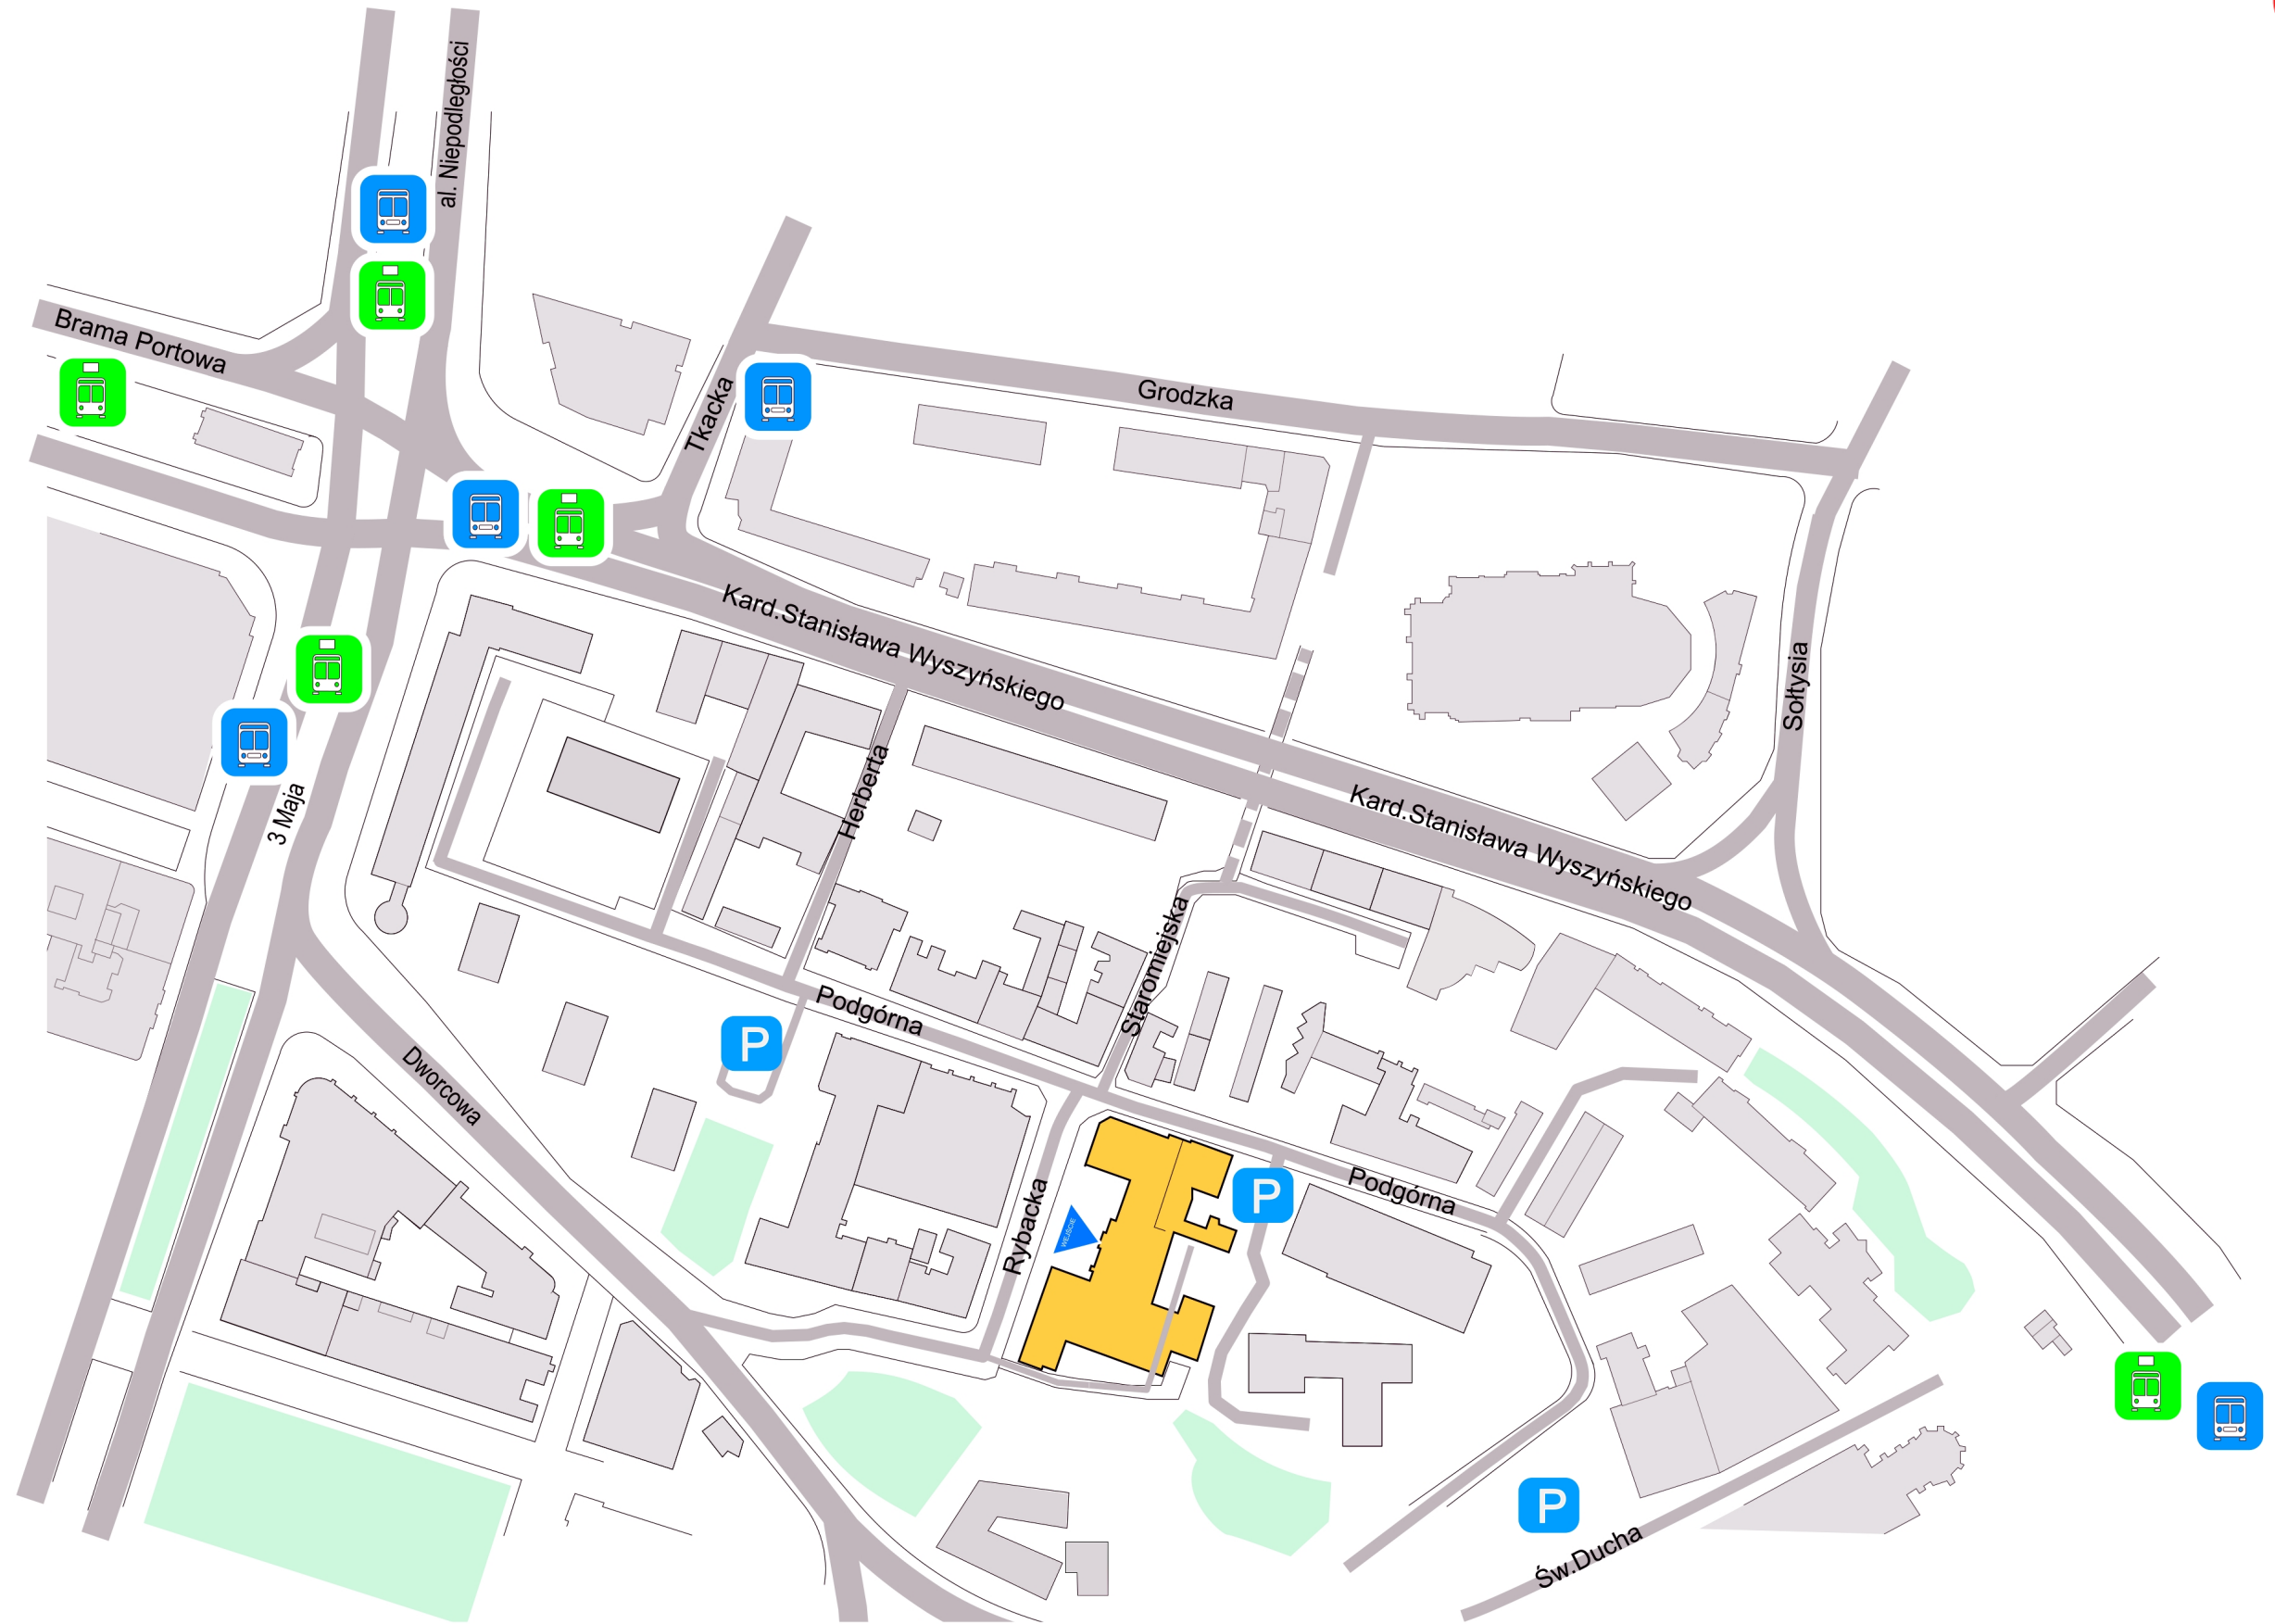 al. Niepodległości
Brama Portowa
Tkacka
Grodzka
Kard.Stanisława Wyszyńskiego
Sołtysia
Herberta
3 Maja
Kard.Stanisława Wyszyńskiego
Staromiejska
Podgórna
P
Dworcowa
Podgórna
P
Rybacka
WEJŚCIE
P
Św.Ducha